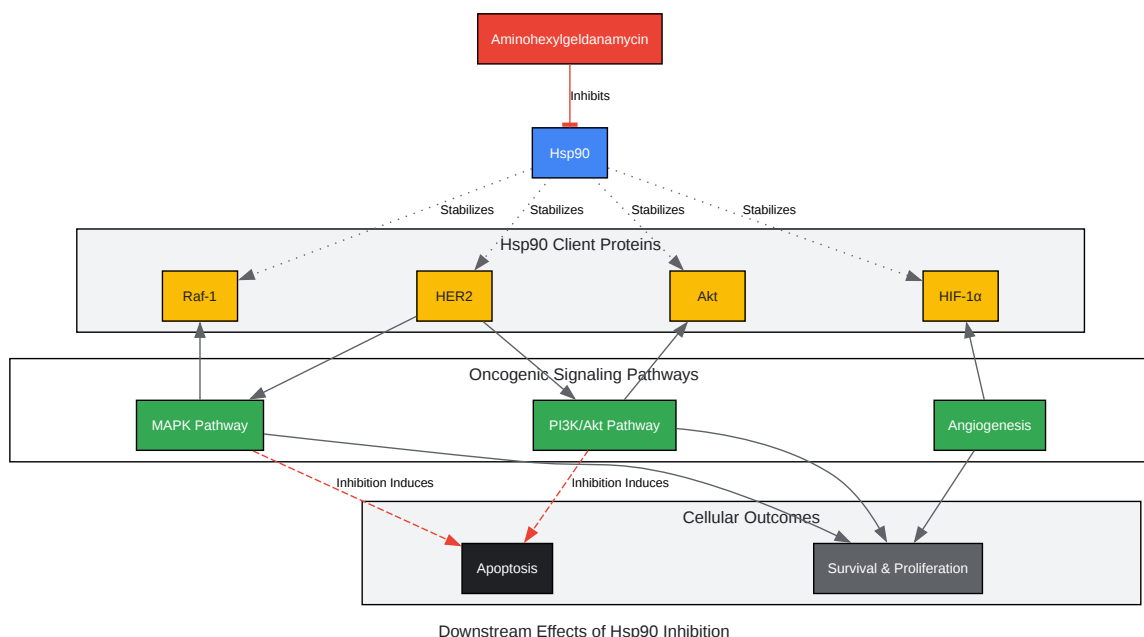 Aminohexylgeldanamycin
Inhibits
Hsp90
Stabilizes Stabilizes Stabilizes Stabilizes
Hsp90 Client Proteins
Raf-1 HER2 Akt HIF-1α
Oncogenic Signaling Pathways
MAPK Pathway PI3K/Akt Pathway Angiogenesis
Inhibition Induces Inhibition Induces
Cellular Outcomes
Apoptosis Survival & Proliferation
Downstream Effects of Hsp90 Inhibition